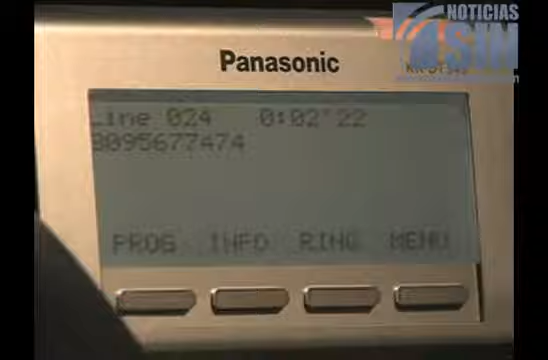 NOTICIAS
SIN
Panasonic
Line 024 0:02'22
8095677474
PROG INFO RING MENU